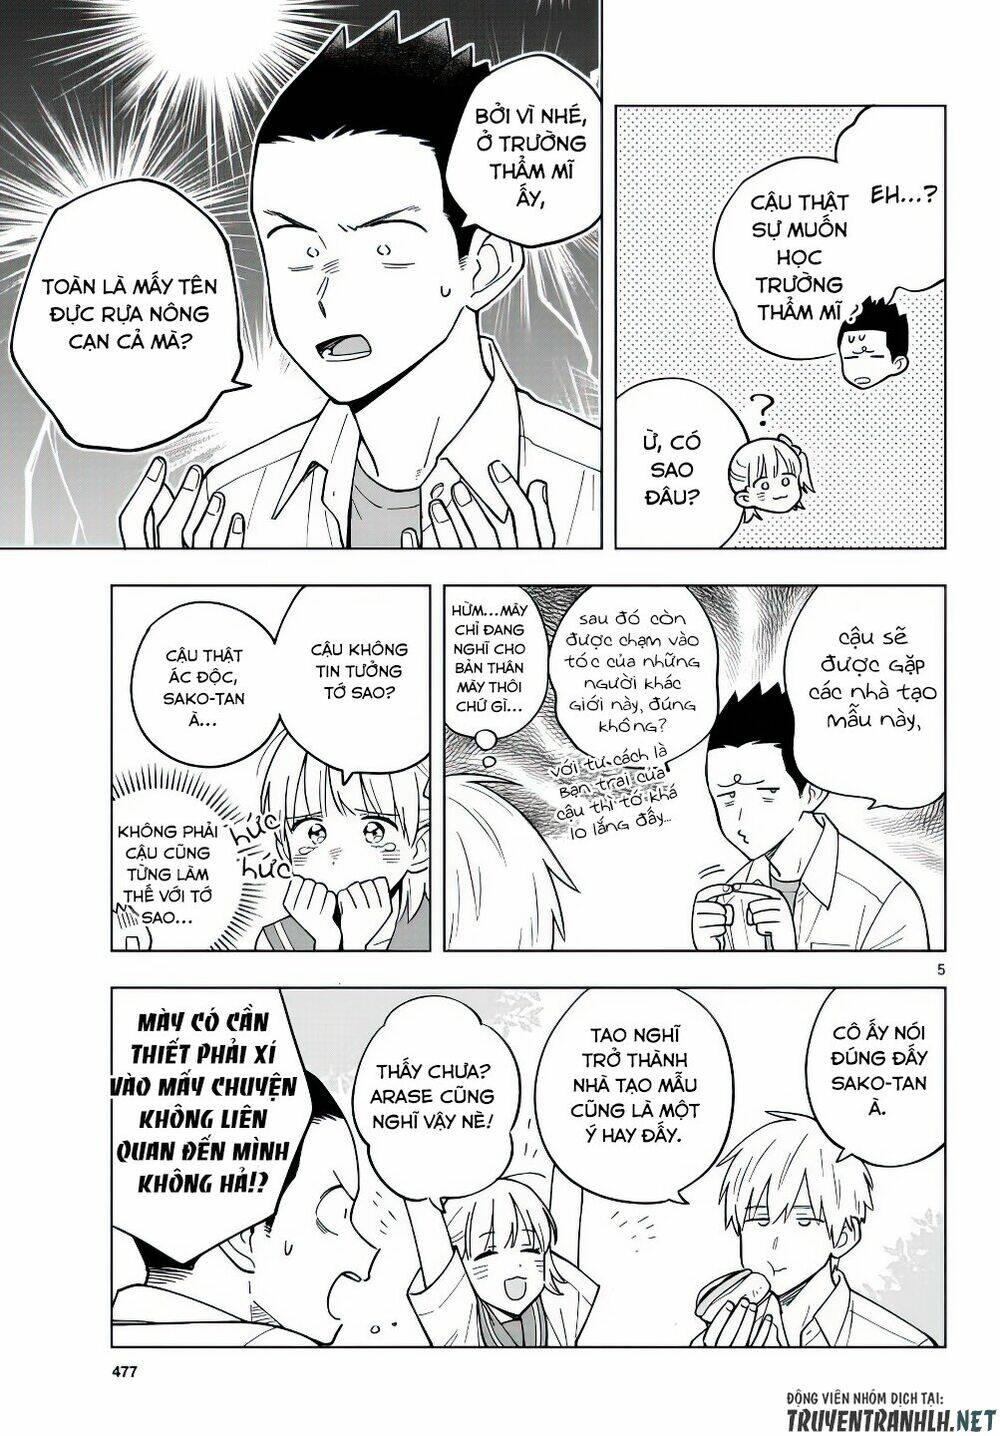 EH...?
CẬU THẬT
SỰ MUỐN
HỌC
TRƯỜNG
THẨM MĨ?
?
Ừ, CÓ
SAO
ĐÂU?
BỞI VÌ NHÉ,
Ở TRƯỜNG
THẨM MĨ
ẤY,
TOÀN LÀ MẤY TÊN
ĐỰC RỰA NÔNG
CẠN CẢ MÀ?
CẬU SẼ
ĐƯỢC GẶP
CÁC NHÀ TẠO
MẪU NÀY,
SAU ĐÓ CÒN
ĐƯỢC CHẠM VÀO
TÓC CỦA NHỮNG
NGƯỜI KHÁC
GIỚI NÀY, ĐÚNG
KHÔNG?
VỚI TƯ CÁCH LÀ
BẠN TRAI CỦA
CẬU THÌ TỚ KHÁ
LO LẮNG ĐẤY...
HỪM...MÀY
CHỈ ĐANG
NGHĨ CHO
BẢN THÂN
MÀY THÔI
CHỨ GÌ...
CẬU KHÔNG
TIN TƯỞNG
TỚ SAO?
CẬU THẬT
ÁC ĐỘC,
SAKO-TAN
À...
HỨC
HỨC
KHÔNG PHẢI
CẬU CŨNG
TỪNG LÀM
THẾ VỚI TỚ
SAO...
5
CÔ ẤY NÓI
ĐÚNG ĐẤY
SAKO-TAN
À.
TAO NGHĨ
TRỞ THÀNH
NHÀ TẠO MẪU
CŨNG LÀ MỘT
Ý HAY ĐẤY.
THẤY CHƯA?
ARASE CŨNG
NGHĨ VẬY NÈ!
MÀY CÓ CẦN
THIẾT PHẢI XÍ
VÀO MẤY CHUYỆN
KHÔNG LIÊN
QUAN ĐẾN MÌNH
KHÔNG HẢ!?
477
ĐỘNG VIÊN NHÓM DỊCH TẠI:
TRUYENTRANHLH.NET